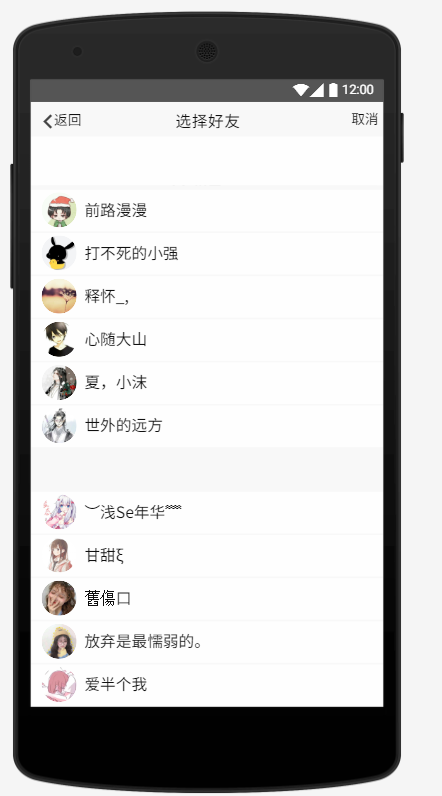 12:00
返回 选择好友 取消
前路漫漫
打不死的小强
释怀_,
心随大山
夏，小沫
世外的远方
︶浅Se年华﹌
甘甜ξ
舊傷口
放弃是最懦弱的。
爱半个我